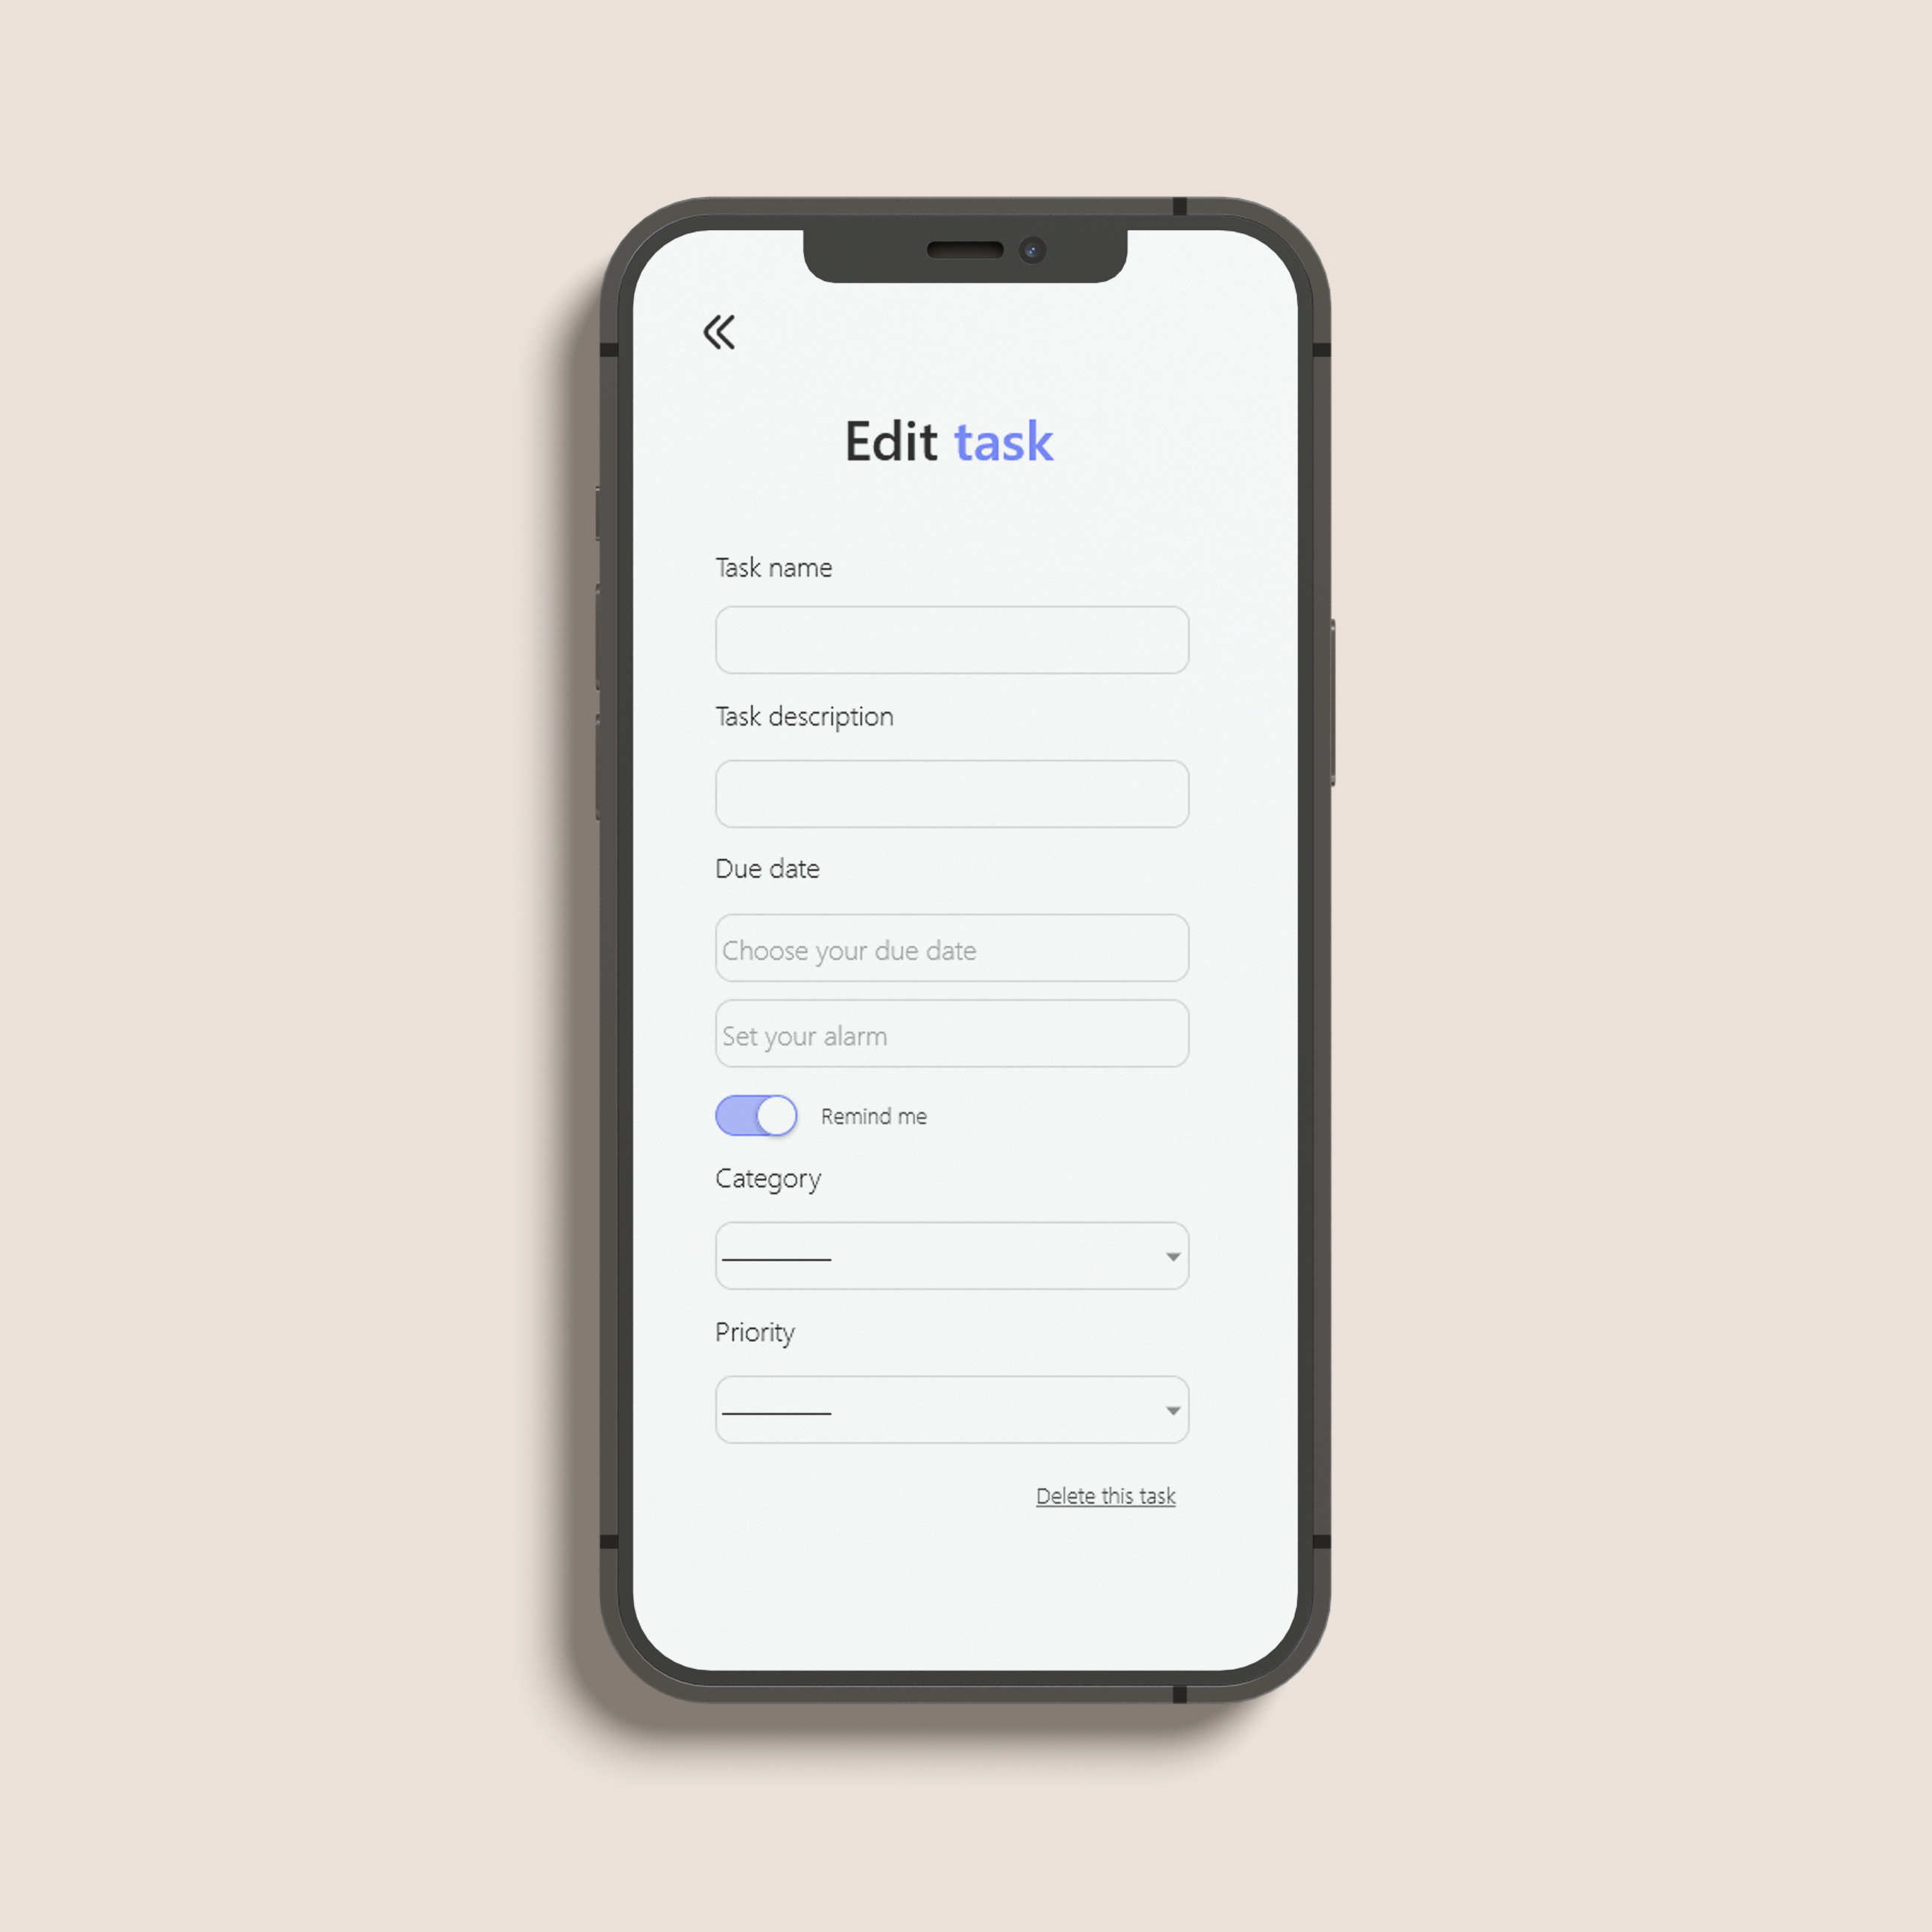 Edit task
Task name
Task description
Due date
Choose your due date
Set your alarm
Remind me
Category
Priority
Delete this task